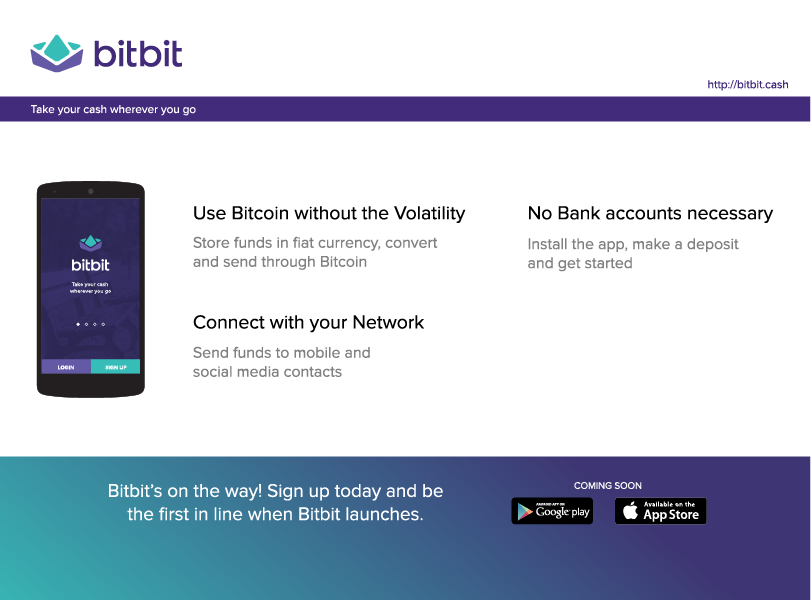 bitbit
http://bitbit.cash
Take your cash wherever you go
bitbit
Take your cash
wherever you go
LOGIN
SIGN UP
Use Bitcoin without the Volatility
Store funds in fiat currency, convert
and send through Bitcoin
No Bank accounts necessary
Install the app, make a deposit
and get started
Connect with your Network
Send funds to mobile and
social media contacts
Bitbit's on the way! Sign up today and be
the first in line when Bitbit launches.
COMING SOON
ANDROID APP ON
Google play
Available on the
App Store